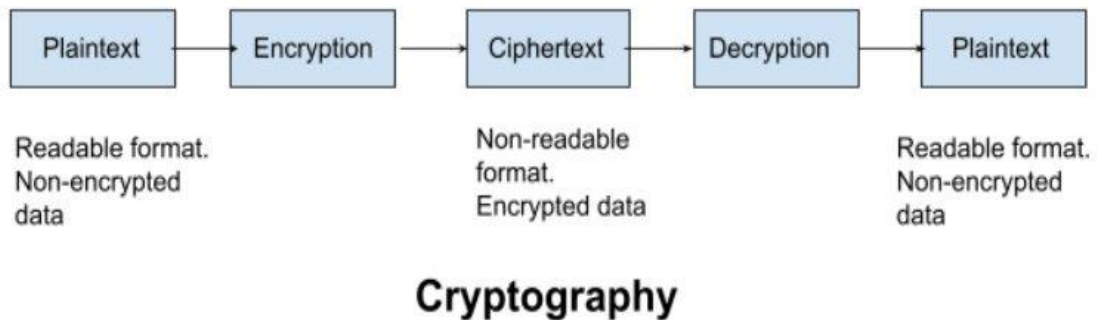 Plaintext
Encryption
Ciphertext
Decryption
Plaintext
Readable format.
Non-encrypted
data
Non-readable
format.
Encrypted data
Readable format.
Non-encrypted
data
Cryptography